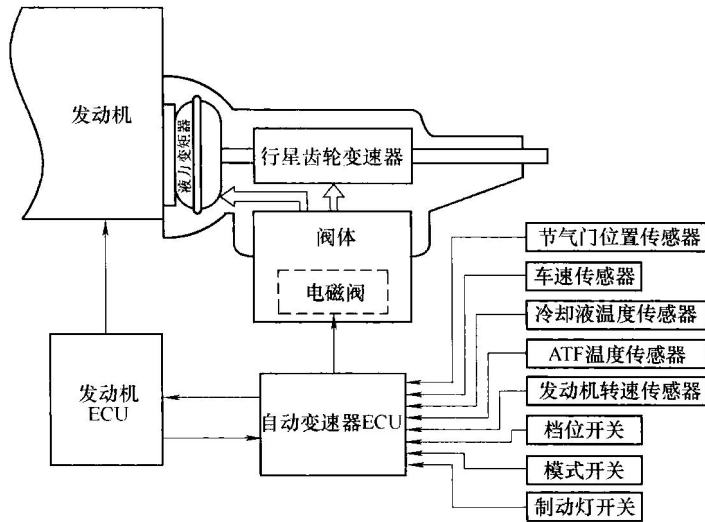 发动机
液力变矩器
行星齿轮变速器
阀体
电磁阀
节气门位置传感器
车速传感器
冷却液温度传感器
ATF温度传感器
发动机转速传感器
档位开关
模式开关
制动灯开关
发动机
ECU
自动变速器ECU